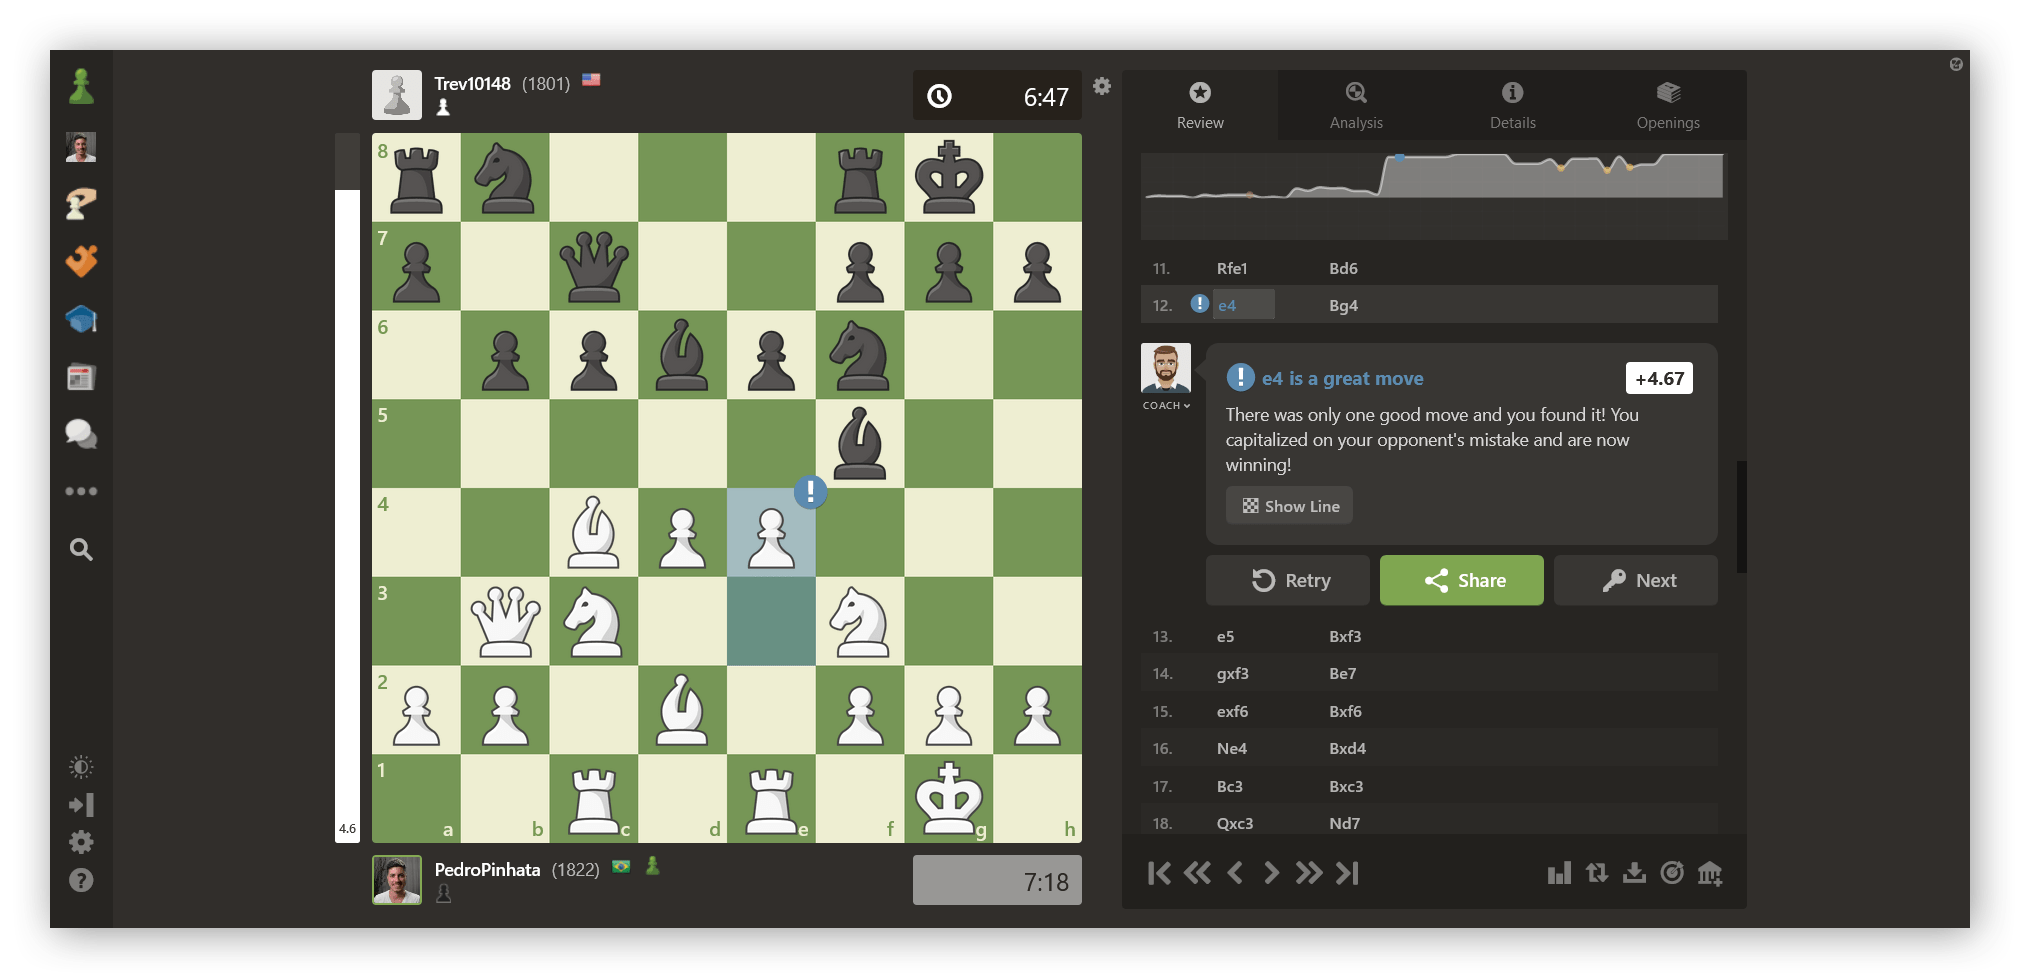 Trev10148 (1801)
6:47
8
7
6
5
4
3
2
1
a b c d e f g h
!
4.6
PedroPinhata (1822)
7:18
Review
Analysis
Details
Openings
11. Rfe1 Bd6
12. ! e4 Bg4
COACH
! e4 is a great move
+4.67
There was only one good move and you found it! You
capitalized on your opponent's mistake and are now
winning!
Show Line
Retry
Share
Next
13. e5 Bxf3
14. gxf3 Be7
15. exf6 Bxf6
16. Ne4 Bxd4
17. Bc3 Bxc3
18. Qxc3 Nd7